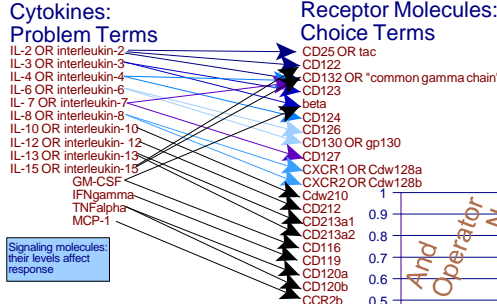 Cytokines:
Problem Terms
IL-2 OR interleukin-2
IL-3 OR interleukin-3
IL-4 OR interleukin-4
IL-6 OR interleukin-6
IL- 7 OR interleukin-7
IL-8 OR interleukin-8
IL-10 OR interleukin-10
IL-12 OR interleukin- 12
IL-13 OR interleukin-13
IL-15 OR interleukin-15
GM-CSF
IFNgamma
TNFalpha
MCP-1
Signaling molecules:
their levels affect
response
Receptor Molecules:
Choice Terms
CD25 OR tac
CD122
CD132 OR "common gamma chain"
CD123
beta
CD124
CD126
CD130 OR gp130
CD127
CXCR1 OR Cdw128a
CXCR2 OR Cdw128b
Cdw210
CD212
CD213a1
CD213a2
CD116
CD119
CD120a
CD120b
CCR2b
1
0.9
0.8
0.7
0.6
0.5
And
Operator
N